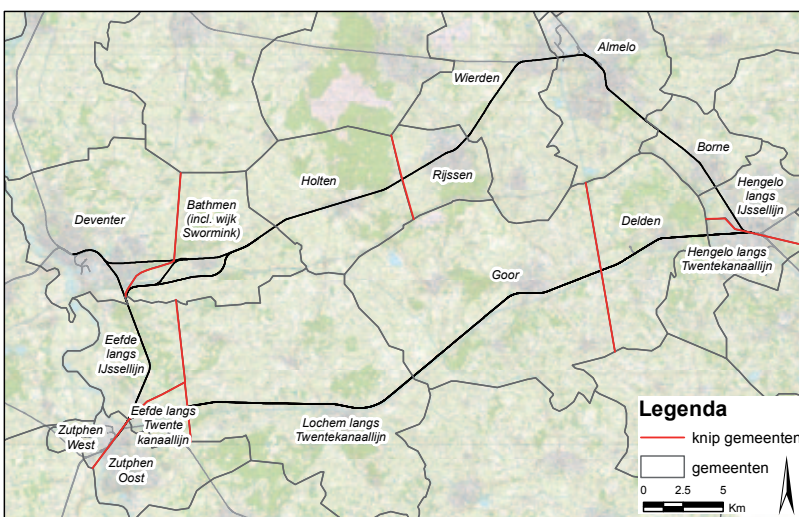 Almelo
Wierden
Borne
Holten
Rijssen
Bathmen
(incl. wijk
Swormink)
Hengelo
langs
IJssellijn
Deventer
Delden
Hengelo langs
Twentekanaallijn
Goor
Eefde
langs
IJssellijn
Eefde langs
Twente
kanaallijn
Lochem langs
Twentekanaallijn
Zutphen
West
Zutphen
Oost
Legenda
knip gemeenten
gemeenten
0 2.5 5
Km